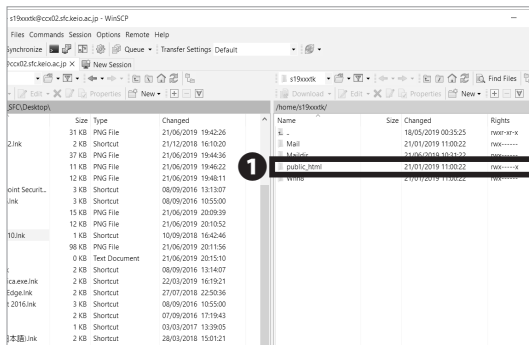 s19xxxtk@ccx02.sfc.keio.ac.jp - WinSCP
Files Commands Session Options Remote Help
Synchronize Queue Transfer Settings Default
@ccx02.sfc.keio.ac.jp × New Session
s19xxxtk Find Files
Edit Properties New Download Edit Properties New
_SFC\Desktop\ /home/s19xxxtk/
Size Type Changed Name Size Changed Rights
31 KB PNG File 21/06/2019 19:42:26 .. 18/05/2019 00:35:25 rwxr-xr-x
2.lnk 2 KB Shortcut 21/12/2018 16:10:20 Mail 21/01/2019 11:00:22 rwx------
37 KB PNG File 21/06/2019 19:44:36 Maildir 21/06/2019 10:21:22 rwx------
11 KB PNG File 21/06/2019 19:46:22 1 public_html 21/01/2019 11:00:22 rwx-----x
12 KB PNG File 21/06/2019 19:48:11 Win8 21/01/2019 11:00:22 rwx------
oint Securit... 3 KB Shortcut 08/09/2016 13:13:07
.lnk 3 KB Shortcut 08/09/2016 10:55:00
15 KB PNG File 21/06/2019 20:09:39
12 KB PNG File 21/06/2019 20:10:52
10.lnk 1 KB Shortcut 10/09/2018 16:42:46
98 KB PNG File 21/06/2019 20:11:56
0 KB Text Document 21/06/2019 20:15:10
k 2 KB Shortcut 08/09/2016 13:14:07
ica.exe.lnk 2 KB Shortcut 22/03/2019 16:19:21
Edge.lnk 2 KB Shortcut 27/07/2018 22:50:36
t 2016.lnk 3 KB Shortcut 08/09/2016 10:55:00
2 KB Shortcut 07/09/2016 17:19:43
1 KB Shortcut 03/03/2017 13:39:05
日本語).lnk 2 KB Shortcut 28/03/2018 15:01:21